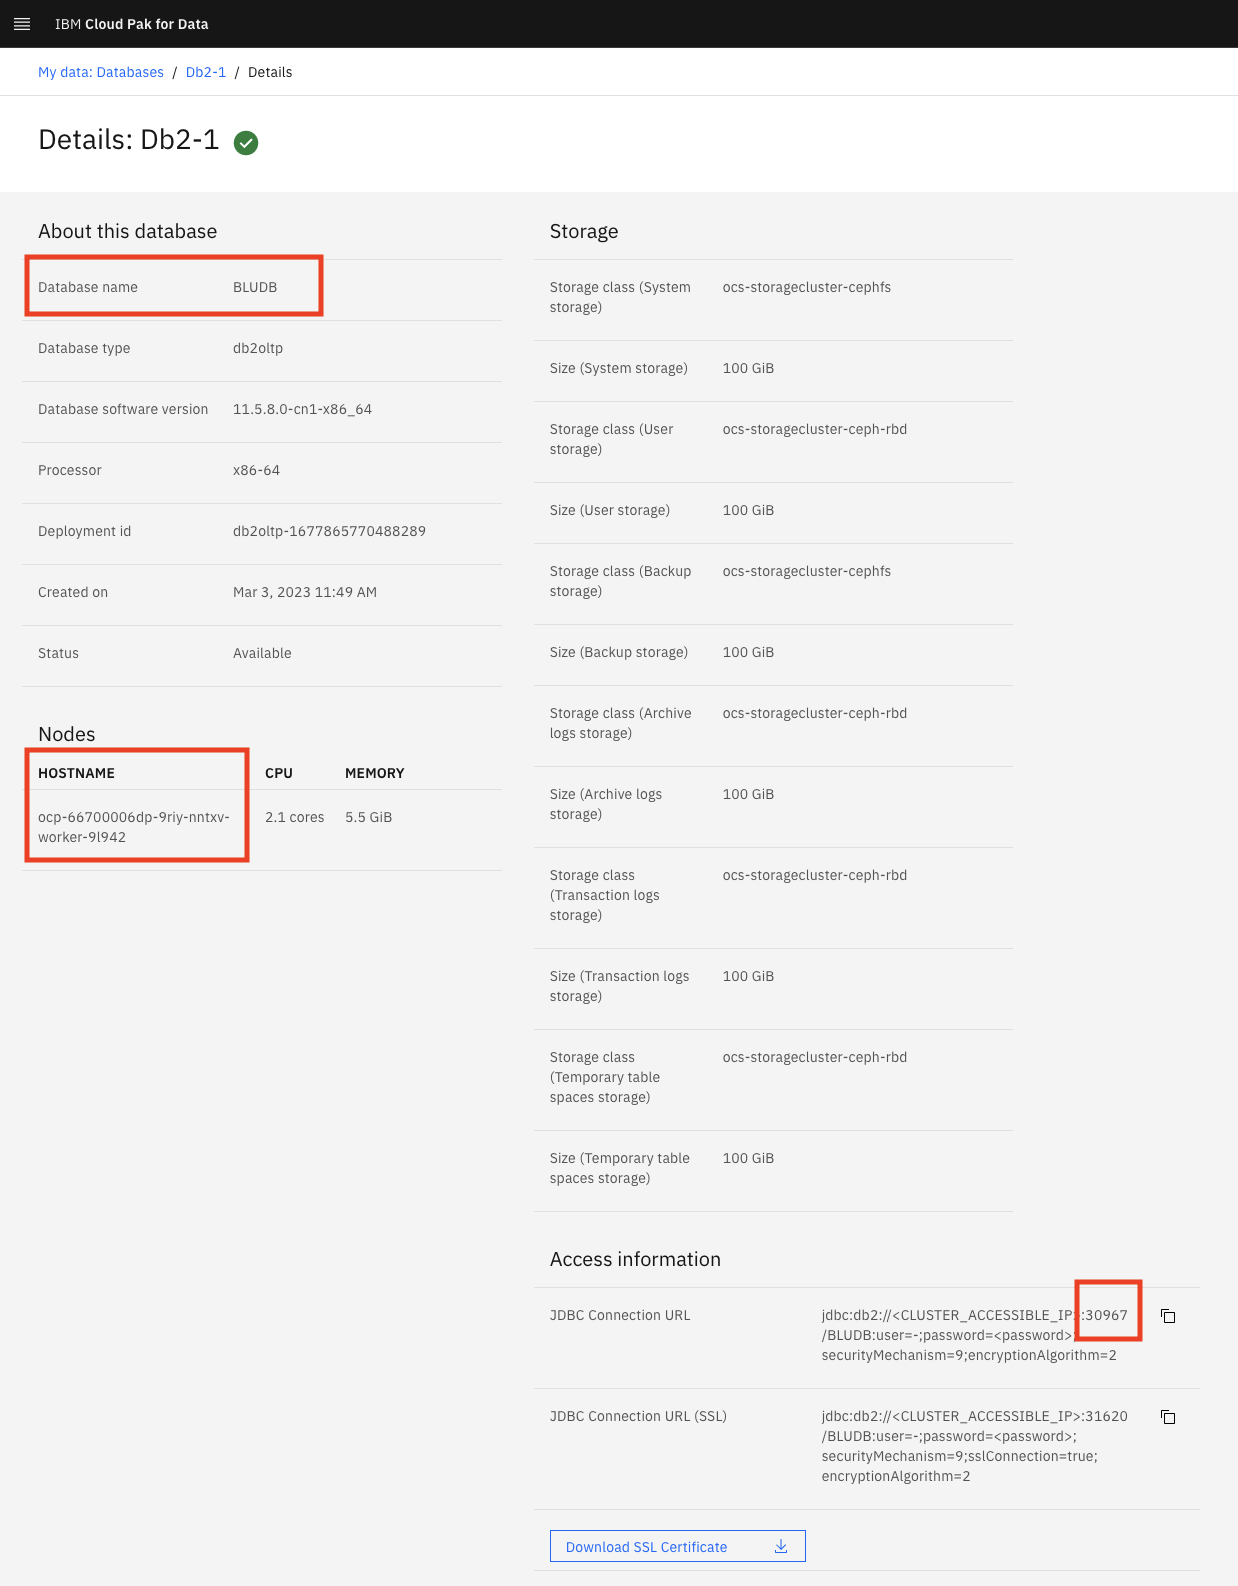 IBM Cloud Pak for Data
My data: Databases / Db2-1 / Details
Details: Db2-1
About this database
Database name BLUDB
Database type db2oltp
Database software version 11.5.8.0-cn1-x86_64
Processor x86-64
Deployment id db2oltp-1677865770488289
Created on Mar 3, 2023 11:49 AM
Status Available
Nodes
HOSTNAME CPU MEMORY
ocp-66700006dp-9riy-nntxv- 2.1 cores 5.5 GiB
worker-9l942
Storage
Storage class (System ocs-storagecluster-cephfs
storage)
Size (System storage) 100 GiB
Storage class (User ocs-storagecluster-ceph-rbd
storage)
Size (User storage) 100 GiB
Storage class (Backup ocs-storagecluster-cephfs
storage)
Size (Backup storage) 100 GiB
Storage class (Archive ocs-storagecluster-ceph-rbd
logs storage)
Size (Archive logs 100 GiB
storage)
Storage class ocs-storagecluster-ceph-rbd
(Transaction logs
storage)
Size (Transaction logs 100 GiB
storage)
Storage class ocs-storagecluster-ceph-rbd
(Temporary table
spaces storage)
Size (Temporary table 100 GiB
spaces storage)
Access information
JDBC Connection URL jdbc:db2://<CLUSTER_ACCESSIBLE_IP>:30967
/BLUDB:user=-;password=<password>;
securityMechanism=9;encryptionAlgorithm=2
JDBC Connection URL (SSL) jdbc:db2://<CLUSTER_ACCESSIBLE_IP>:31620
/BLUDB:user=-;password=<password>;
securityMechanism=9;sslConnection=true;
encryptionAlgorithm=2
Download SSL Certificate